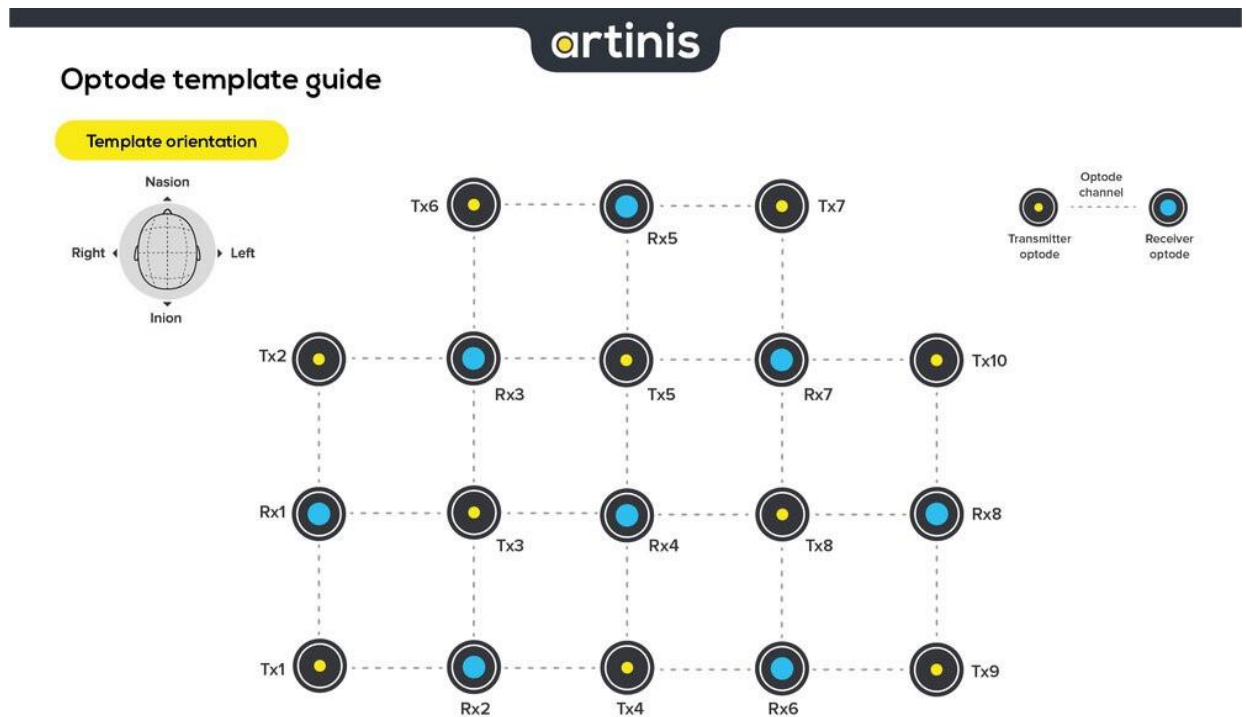 artinis
Optode template guide
Template orientation
Nasion
Right
Left
Inion
Optode
channel
Transmitter
optode
Receiver
optode
Tx6
Rx5
Tx7
Tx2
Rx3
Tx5
Rx7
Tx10
Rx1
Tx3
Rx4
Tx8
Rx8
Tx1
Rx2
Tx4
Rx6
Tx9